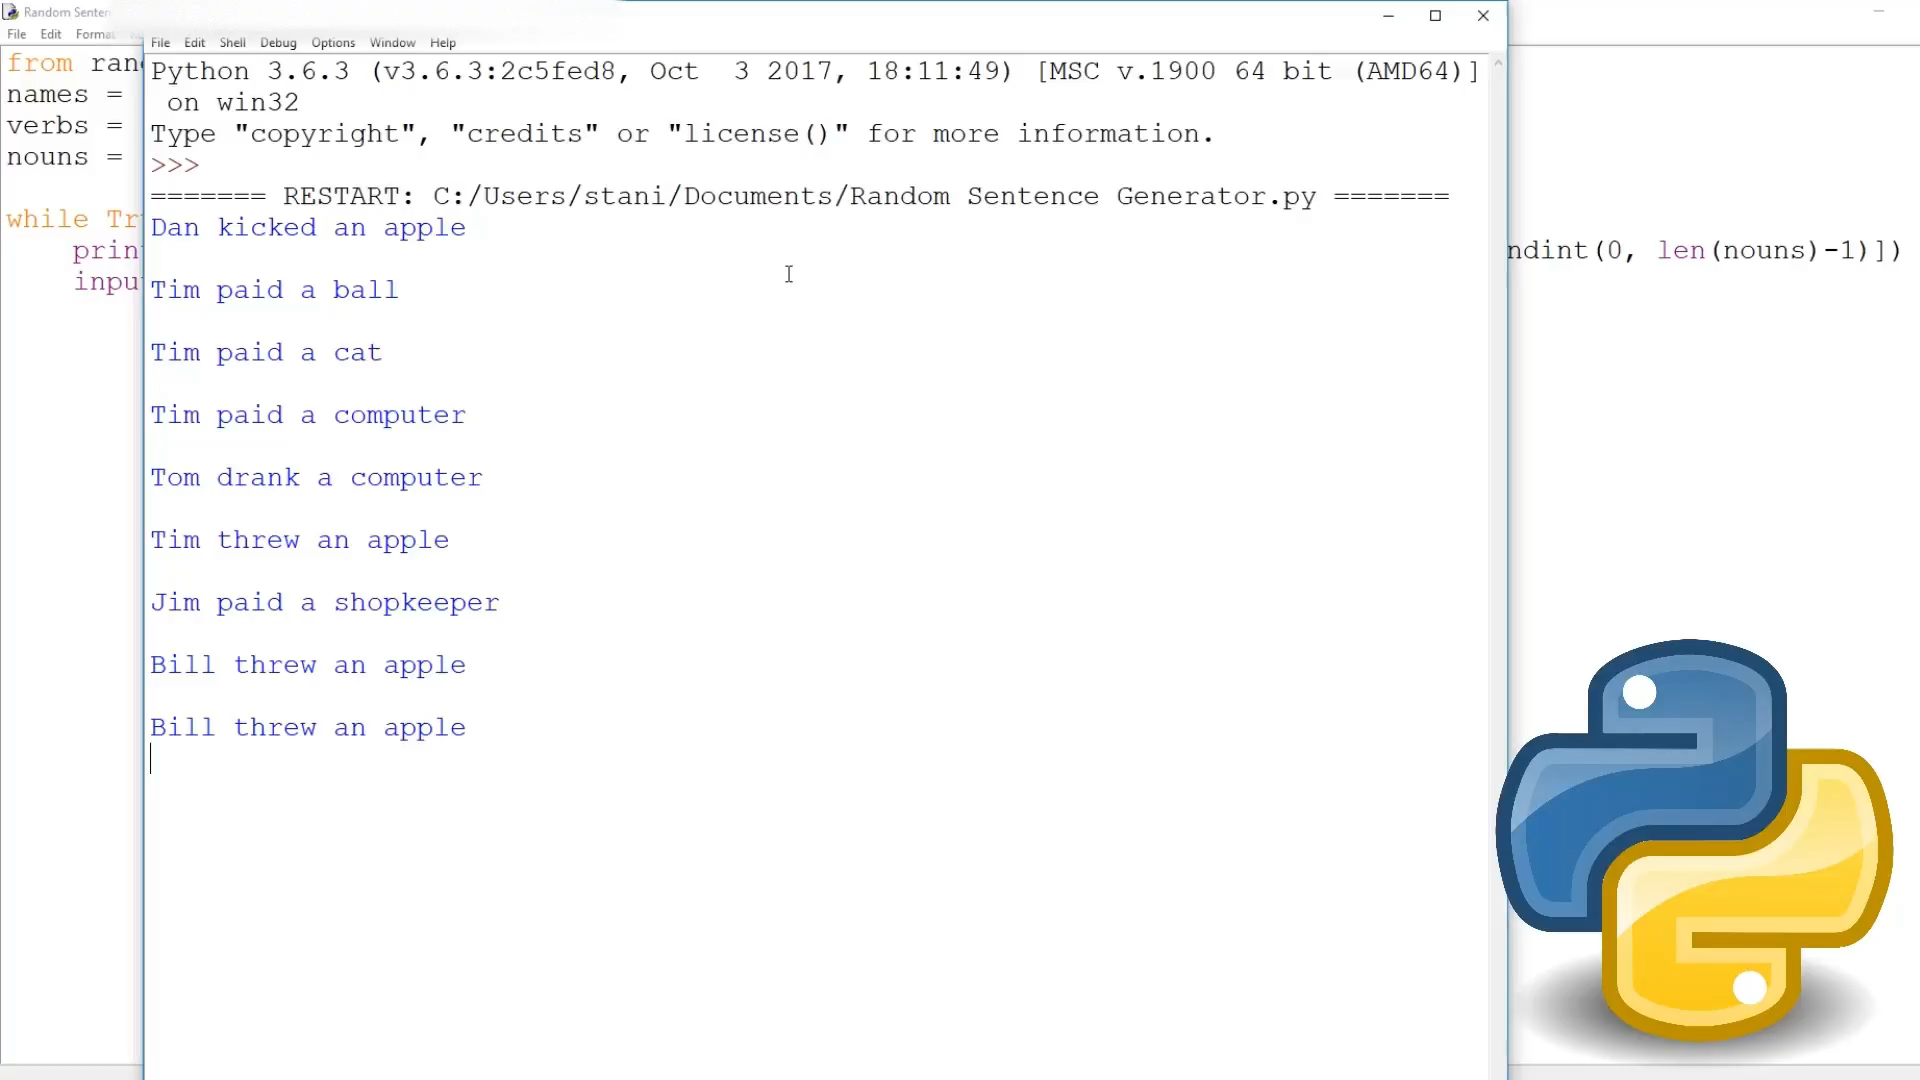 Random Senten
File Edit Format
from
names =
verbs =
nouns =
while
ndint(0, len(nouns)-1)])
File Edit Shell Debug Options Window Help
Python 3.6.3 (v3.6.3:2c5fed8, Oct  3 2017, 18:11:49) [MSC v.1900 64 bit (AMD64)]
on win32
Type "copyright", "credits" or "license()" for more information.
>>>
======= RESTART: C:/Users/stani/Documents/Random Sentence Generator.py =======
Dan kicked an apple
Tim paid a ball
Tim paid a cat
Tim paid a computer
Tom drank a computer
Tim threw an apple
Jim paid a shopkeeper
Bill threw an apple
Bill threw an apple